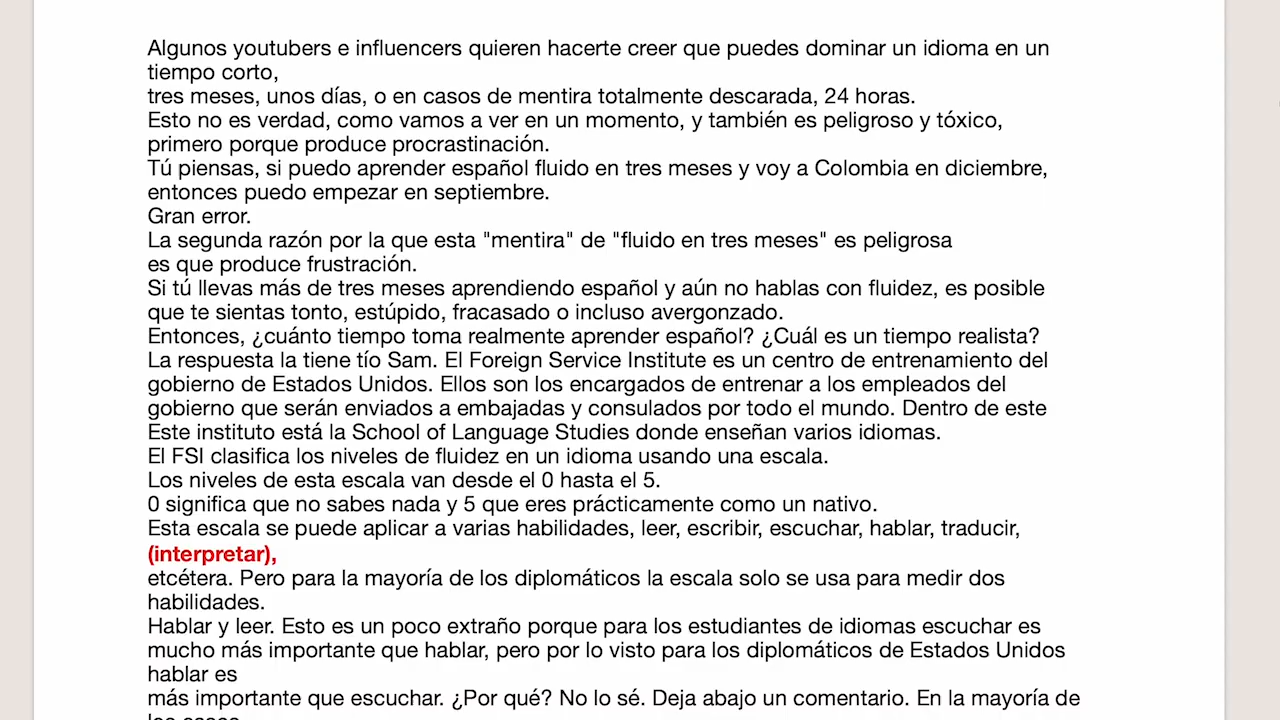 Algunos youtubers e influencers quieren hacerte creer que puedes dominar un idioma en un
tiempo corto,
tres meses, unos días, o en casos de mentira totalmente descarada, 24 horas.
Esto no es verdad, como vamos a ver en un momento, y también es peligroso y tóxico,
primero porque produce procrastinación.
Tú piensas, si puedo aprender español fluido en tres meses y voy a Colombia en diciembre,
entonces puedo empezar en septiembre.
Gran error.
La segunda razón por la que esta "mentira" de "fluido en tres meses" es peligrosa
es que produce frustración.
Si tú llevas más de tres meses aprendiendo español y aún no hablas con fluidez, es posible
que te sientas tonto, estúpido, fracasado o incluso avergonzado.
Entonces, ¿cuánto tiempo toma realmente aprender español? ¿Cuál es un tiempo realista?
La respuesta la tiene tío Sam. El Foreign Service Institute es un centro de entrenamiento del
gobierno de Estados Unidos. Ellos son los encargados de entrenar a los empleados del
gobierno que serán enviados a embajadas y consulados por todo el mundo. Dentro de este
Este instituto está la School of Language Studies donde enseñan varios idiomas.
El FSI clasifica los niveles de fluidez en un idioma usando una escala.
Los niveles de esta escala van desde el 0 hasta el 5.
0 significa que no sabes nada y 5 que eres prácticamente como un nativo.
Esta escala se puede aplicar a varias habilidades, leer, escribir, escuchar, hablar, traducir,
(interpretar),
etcétera. Pero para la mayoría de los diplomáticos la escala solo se usa para medir dos
habilidades.
Hablar y leer. Esto es un poco extraño porque para los estudiantes de idiomas escuchar es
mucho más importante que hablar, pero por lo visto para los diplomáticos de Estados Unidos
hablar es
más importante que escuchar. ¿Por qué? No lo sé. Deja abajo un comentario. En la mayoría de